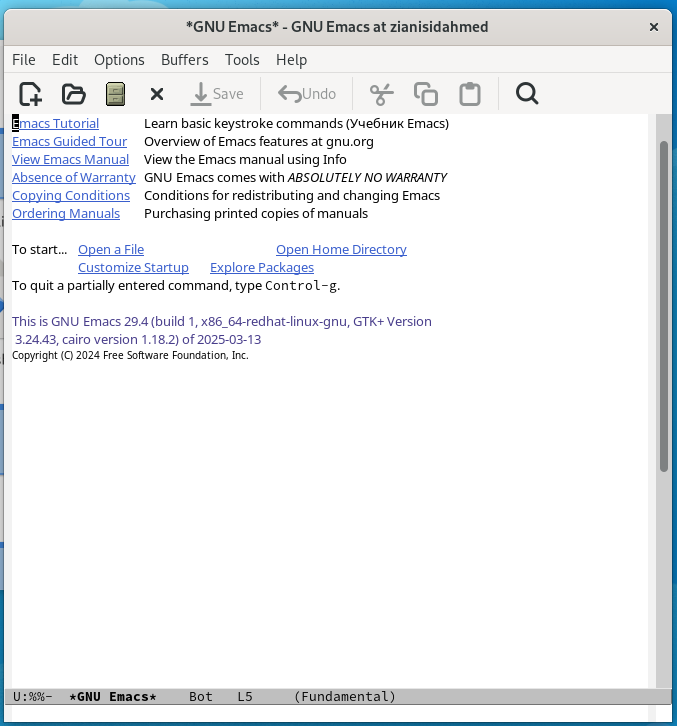 *GNU Emacs* - GNU Emacs at zianisidahmed
File Edit Options Buffers Tools Help
Save Undo
Emacs Tutorial Learn basic keystroke commands (Учебник Emacs)
Emacs Guided Tour Overview of Emacs features at gnu.org
View Emacs Manual View the Emacs manual using Info
Absence of Warranty GNU Emacs comes with ABSOLUTELY NO WARRANTY
Copying Conditions Conditions for redistributing and changing Emacs
Ordering Manuals Purchasing printed copies of manuals
To start... Open a File Open Home Directory
Customize Startup Explore Packages
To quit a partially entered command, type Control-g.
This is GNU Emacs 29.4 (build 1, x86_64-redhat-linux-gnu, GTK+ Version
3.24.43, cairo version 1.18.2) of 2025-03-13
Copyright (C) 2024 Free Software Foundation, Inc.
U:%%- *GNU Emacs* Bot L5 (Fundamental)